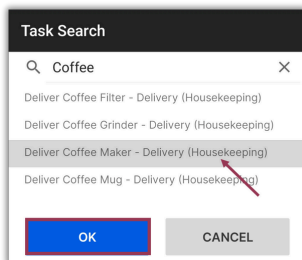 Task Search
Coffee
Deliver Coffee Filter - Delivery (Housekeeping)
Deliver Coffee Grinder - Delivery (Housekeeping)
Deliver Coffee Maker - Delivery (Housekeeping)
Deliver Coffee Mug - Delivery (Housekeeping)
OK
CANCEL